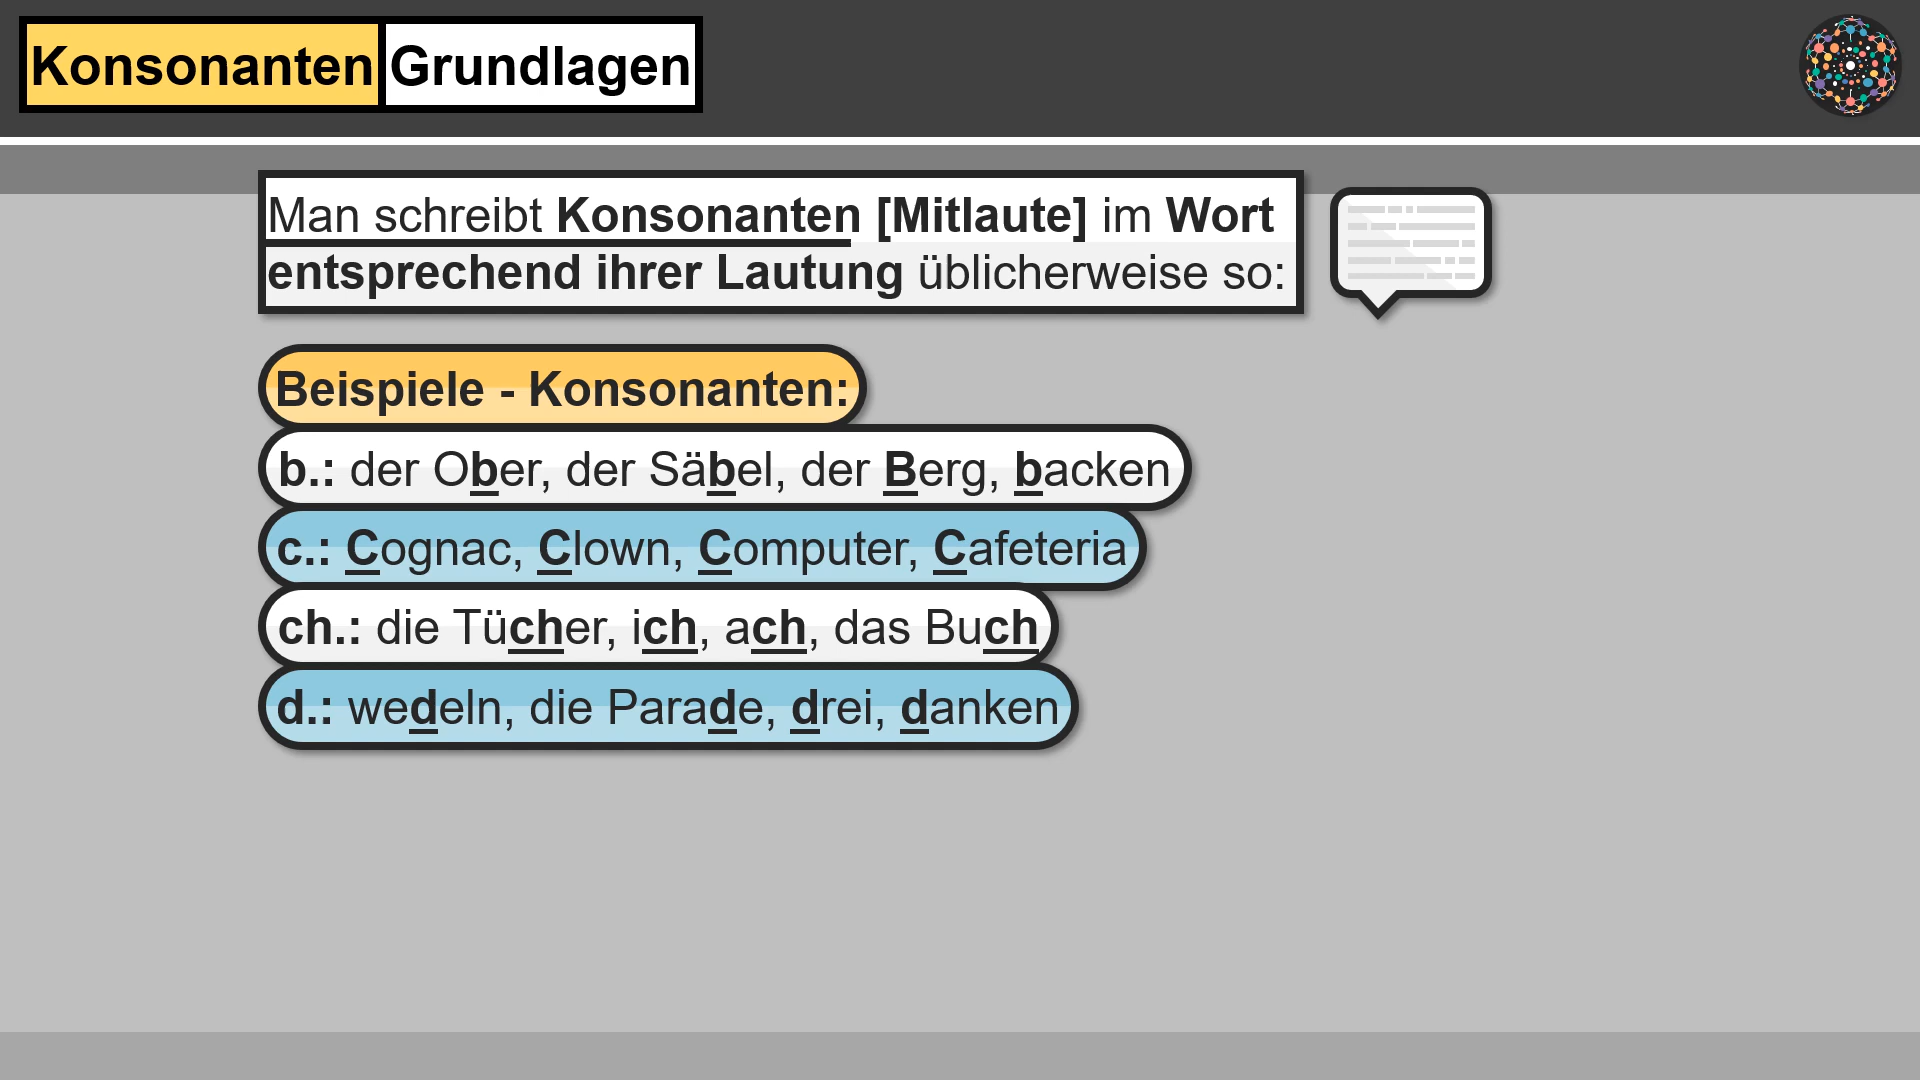 Konsonanten Grundlagen
Man schreibt Konsonanten [Mitlaute] im Wort
entsprechend ihrer Lautung üblicherweise so:
Beispiele - Konsonanten:
b.: der Ober, der Säbel, der Berg, backen
c.: Cognac, Clown, Computer, Cafeteria
ch.: die Tücher, ich, ach, das Buch
d.: wedeln, die Parade, drei, danken